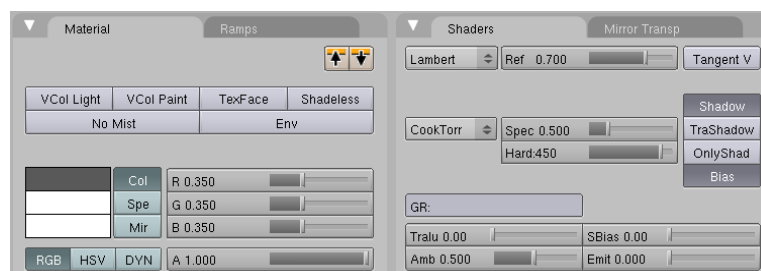 Material Ramps
VCol Light VCol Paint TexFace Shadeless
No Mist Env
Col R 0.350
Spe G 0.350
Mir B 0.350
RGB HSV DYN A 1.000
Shaders Mirror Transp
Lambert Ref 0.700 Tangent V
Shadow
CookTorr Spec 0.500 TraShadow
Hard:450 OnlyShad
Bias
GR:
Tralu 0.00 SBias 0.00
Amb 0.500 Emit 0.000